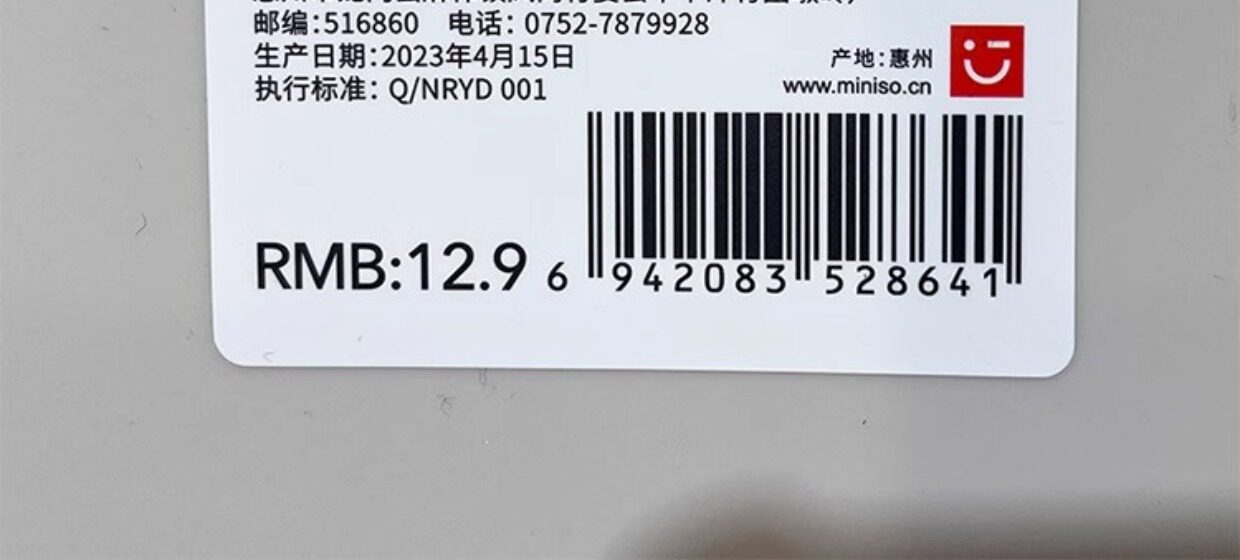 邮编:516860 电话: 0752-7879928
生产日期:2023年4月15日
执行标准: Q/NRYD 001
产地:惠州
www.miniso.cn
RMB:12.9
6 942083 528641